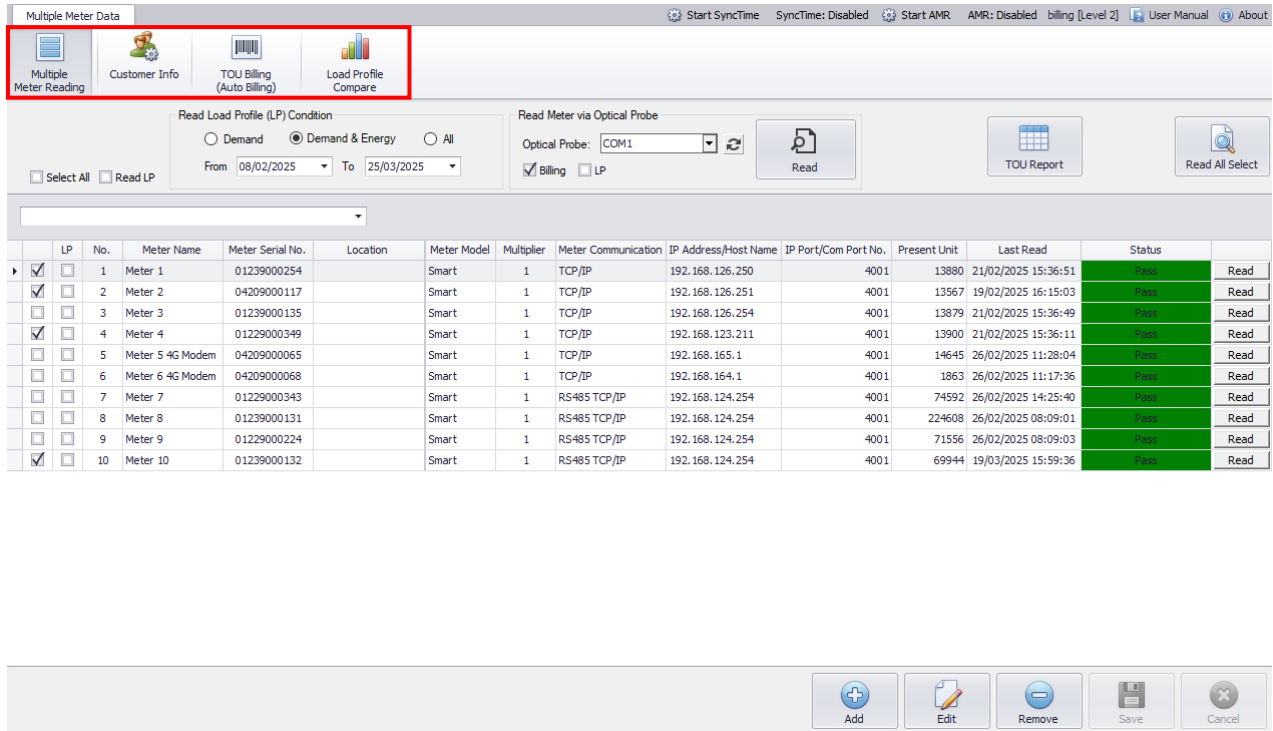 Multiple Meter Data Start SyncTime SyncTime: Disabled Start AMR AMR: Disabled billing [Level 2] User Manual About
Multiple
Meter Reading
Customer Info
TOU Billing
(Auto Billing)
Load Profile
Compare
Select All Read LP
Read Load Profile (LP) Condition
Demand Demand & Energy All
From 08/02/2025 To 25/03/2025
Read Meter via Optical Probe
Optical Probe: COM1
Billing LP
Read
TOU Report
Read All Select
LP No. Meter Name Meter Serial No. Location Meter Model Multiplier Meter Communication IP Address/Host Name IP Port/Com Port No. Present Unit Last Read Status
1 Meter 1 01239000254 Smart 1 TCP/IP 192.168.126.250 4001 13880 21/02/2025 15:36:51 Pass Read
2 Meter 2 04209000117 Smart 1 TCP/IP 192.168.126.251 4001 13567 19/02/2025 16:15:03 Pass Read
3 Meter 3 01239000135 Smart 1 TCP/IP 192.168.126.254 4001 13879 21/02/2025 15:36:49 Pass Read
4 Meter 4 01229000349 Smart 1 TCP/IP 192.168.123.211 4001 13900 21/02/2025 15:36:11 Pass Read
5 Meter 5 4G Modem 04209000065 Smart 1 TCP/IP 192.168.165.1 4001 14645 26/02/2025 11:28:04 Pass Read
6 Meter 6 4G Modem 04209000068 Smart 1 TCP/IP 192.168.164.1 4001 1863 26/02/2025 11:17:36 Pass Read
7 Meter 7 01229000343 Smart 1 RS485 TCP/IP 192.168.124.254 4001 74592 26/02/2025 14:25:40 Pass Read
8 Meter 8 01239000131 Smart 1 RS485 TCP/IP 192.168.124.254 4001 224608 26/02/2025 08:09:01 Pass Read
9 Meter 9 01229000224 Smart 1 RS485 TCP/IP 192.168.124.254 4001 71556 26/02/2025 08:09:03 Pass Read
10 Meter 10 01239000132 Smart 1 RS485 TCP/IP 192.168.124.254 4001 69944 19/03/2025 15:59:36 Pass Read
Add Edit Remove Save Cancel